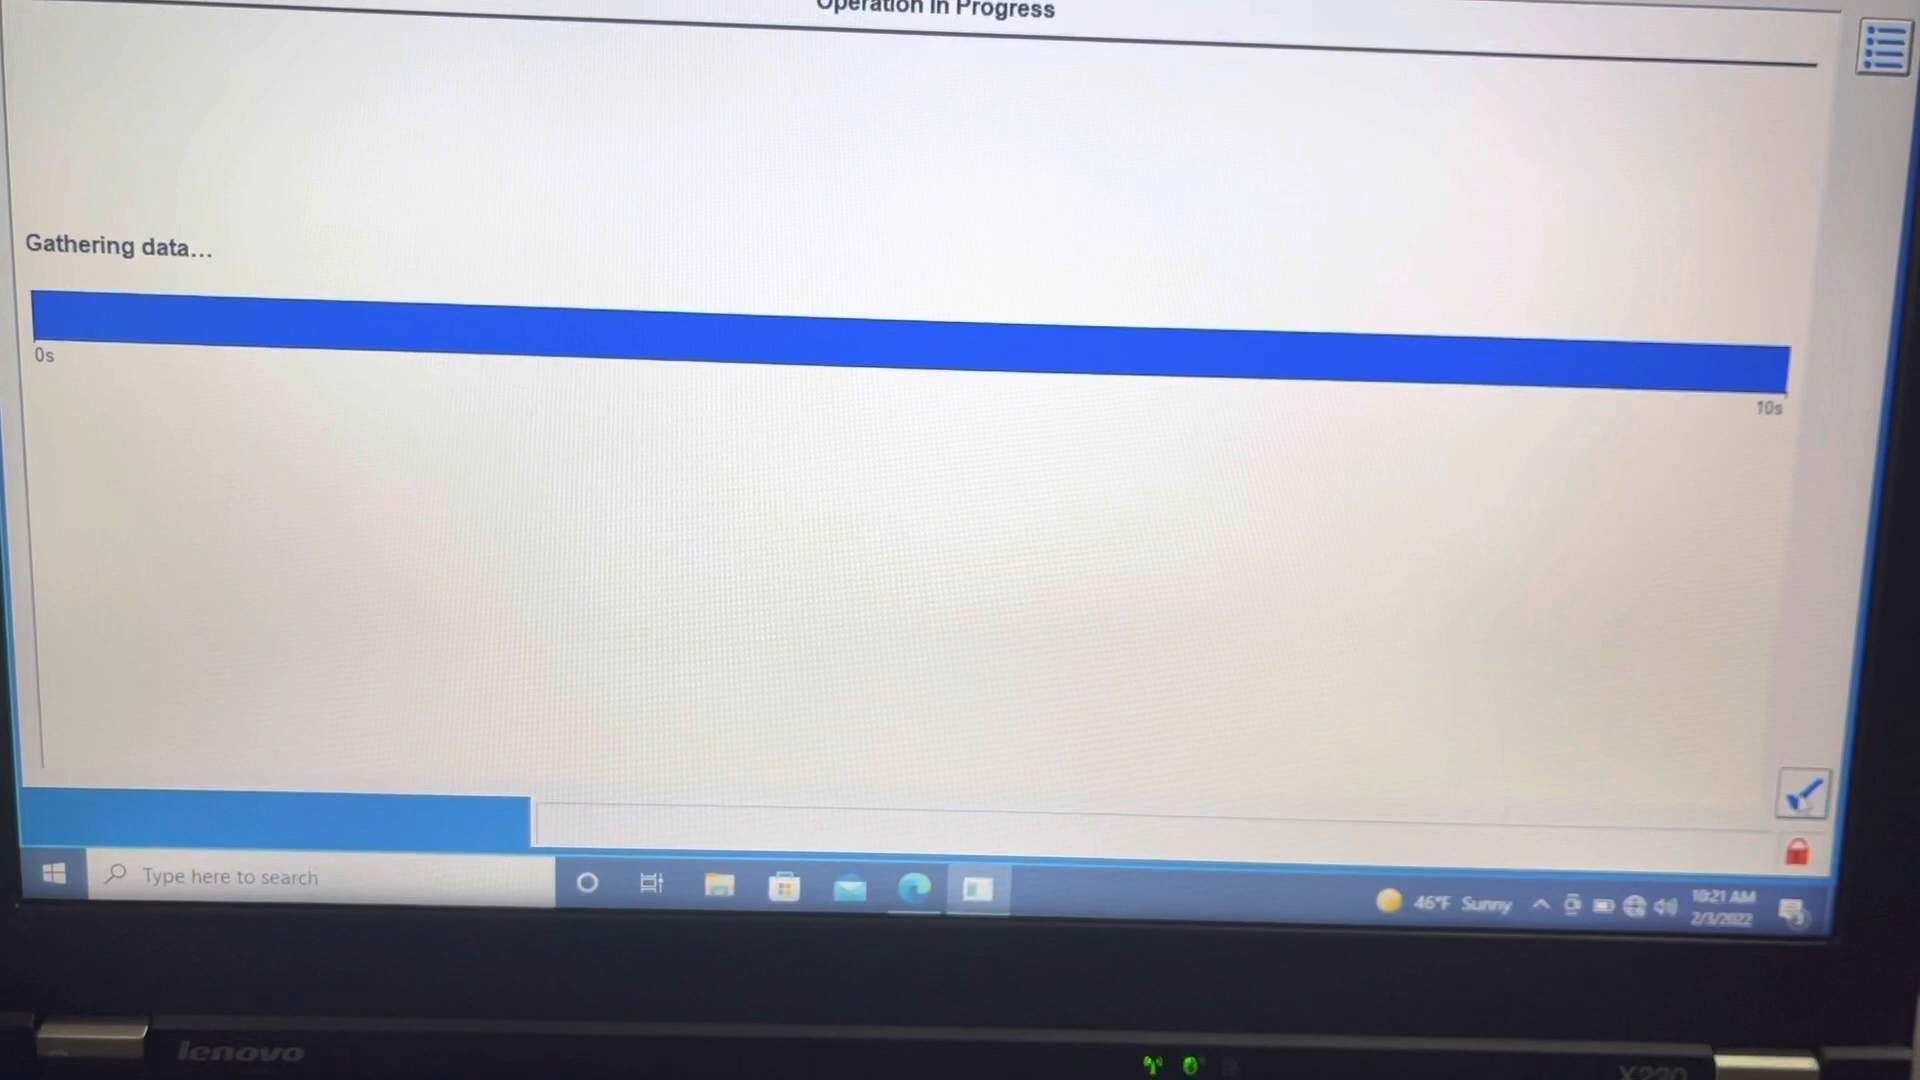 Operation in Progress
Gathering data...
0s
10s
Type here to search
46°F Sunny
10:21 AM
2/3/2022
lenovo
X220